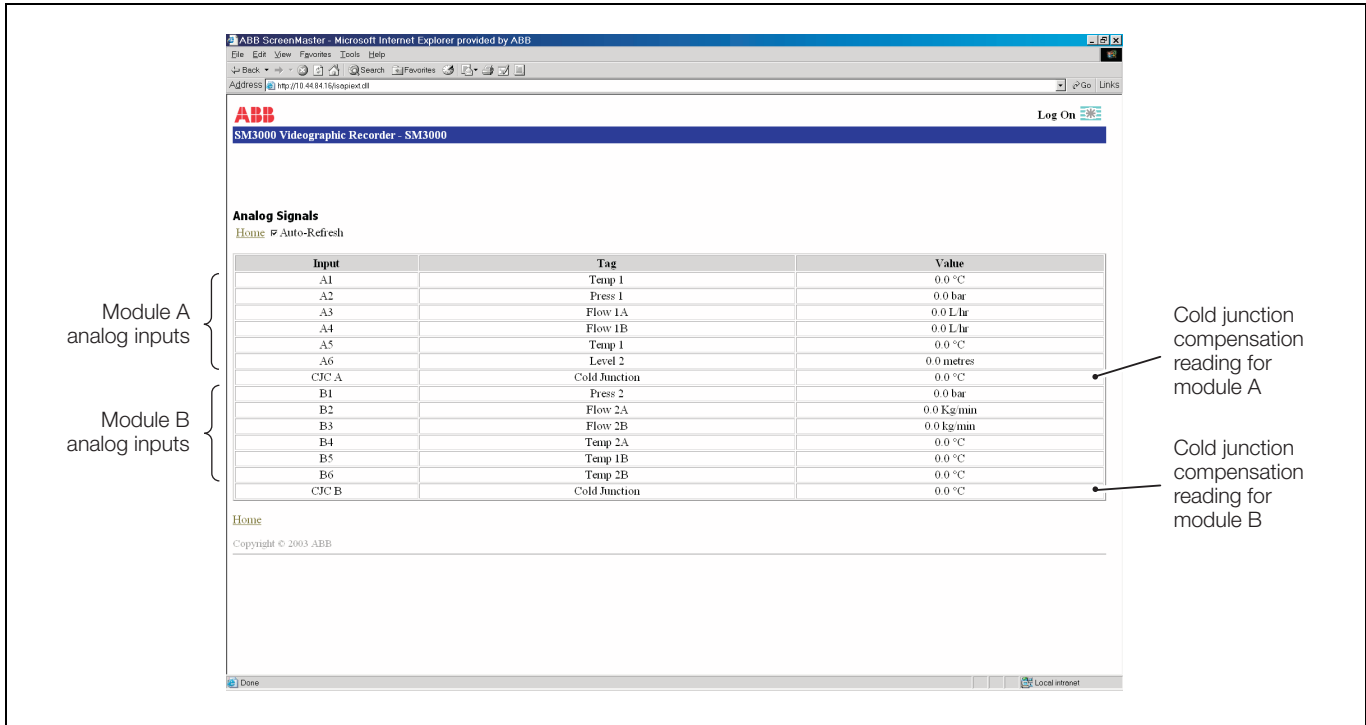 ABB ScreenMaster - Microsoft Internet Explorer provided by ABB
File Edit View Favorites Tools Help
Back Search Favorites
Address http://10.44.84.16/isapiext.dll Go Links
ABB
Log On
SM3000 Videographic Recorder - SM3000
Analog Signals
Home Auto-Refresh
Input Tag Value
A1 Temp 1 0.0 °C
A2 Press 1 0.0 bar
A3 Flow 1A 0.0 L/hr
A4 Flow 1B 0.0 L/hr
A5 Temp 1 0.0 °C
A6 Level 2 0.0 metres
CJC A Cold Junction 0.0 °C
B1 Press 2 0.0 bar
B2 Flow 2A 0.0 Kg/min
B3 Flow 2B 0.0 kg/min
B4 Temp 2A 0.0 °C
B5 Temp 1B 0.0 °C
B6 Temp 2B 0.0 °C
CJC B Cold Junction 0.0 °C
Home
Copyright © 2003 ABB
Done Local intranet
Module A
analog inputs
Module B
analog inputs
Cold junction
compensation
reading for
module A
Cold junction
compensation
reading for
module B